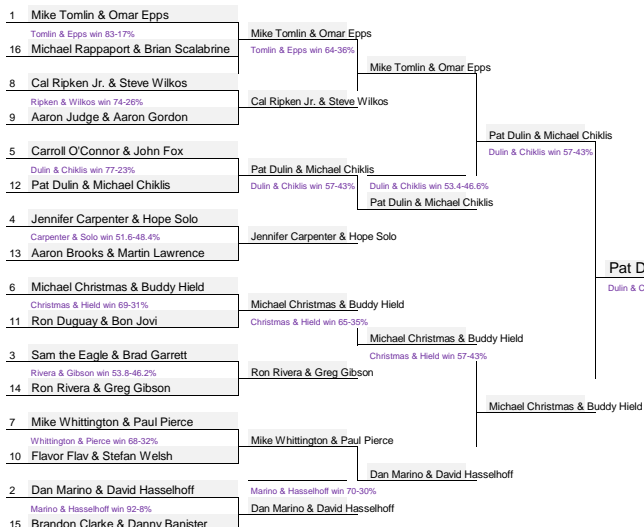 1 Mike Tomlin & Omar Epps
Tomlin & Epps win 83-17%
16 Michael Rappaport & Brian Scalabrine
8 Cal Ripken Jr. & Steve Wilkos
Ripken & Wilkos win 74-26%
9 Aaron Judge & Aaron Gordon
5 Carroll O'Connor & John Fox
Dulin & Chiklis win 77-23%
12 Pat Dulin & Michael Chiklis
4 Jennifer Carpenter & Hope Solo
Carpenter & Solo win 51.6-48.4%
13 Aaron Brooks & Martin Lawrence
6 Michael Christmas & Buddy Hield
Christmas & Hield win 69-31%
11 Ron Duguay & Bon Jovi
3 Sam the Eagle & Brad Garrett
Rivera & Gibson win 53.8-46.2%
14 Ron Rivera & Greg Gibson
7 Mike Whittington & Paul Pierce
Whittington & Pierce win 68-32%
10 Flavor Flav & Stefan Welsh
2 Dan Marino & David Hasselhoff
Marino & Hasselhoff win 92-8%
15 Brandon Clarke & Danny Banister
Mike Tomlin & Omar Epps
Tomlin & Epps win 64-36%
Cal Ripken Jr. & Steve Wilkos
Pat Dulin & Michael Chiklis
Dulin & Chiklis win 57-43%
Jennifer Carpenter & Hope Solo
Michael Christmas & Buddy Hield
Christmas & Hield win 65-35%
Ron Rivera & Greg Gibson
Mike Whittington & Paul Pierce
Marino & Hasselhoff win 70-30%
Dan Marino & David Hasselhoff
Mike Tomlin & Omar Epps
Dulin & Chiklis win 53.4-46.6%
Pat Dulin & Michael Chiklis
Michael Christmas & Buddy Hield
Christmas & Hield win 57-43%
Dan Marino & David Hasselhoff
Pat Dulin & Michael Chiklis
Dulin & Chiklis win 57-43%
Michael Christmas & Buddy Hield
Pat D
Dulin & C